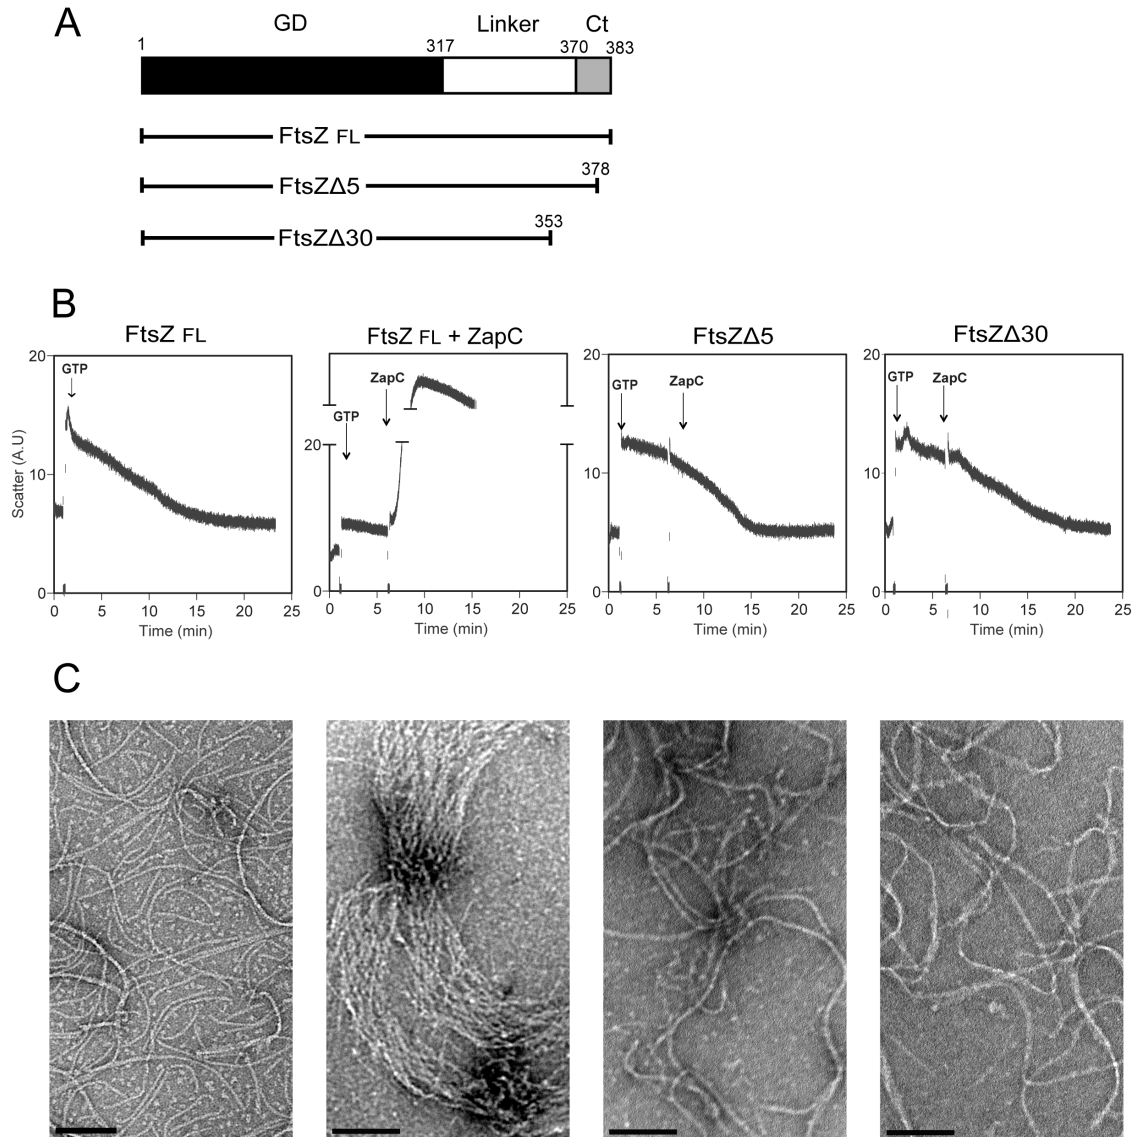 A
GD Linker Ct
1 317 370 383
FtsZ FL
378
FtsZΔ5
353
FtsZΔ30
B
FtsZ FL FtsZ FL + ZapC FtsZΔ5 FtsZΔ30
20 20 20
GTP ZapC GTP ZapC GTP ZapC
GTP
20
Scatter (A.U)
10 10 10 10
0 0 0 0
0 5 10 15 20 25 0 5 10 15 20 25 0 5 10 15 20 25 0 5 10 15 20 25
Time (min) Time (min) Time (min) Time (min)
C